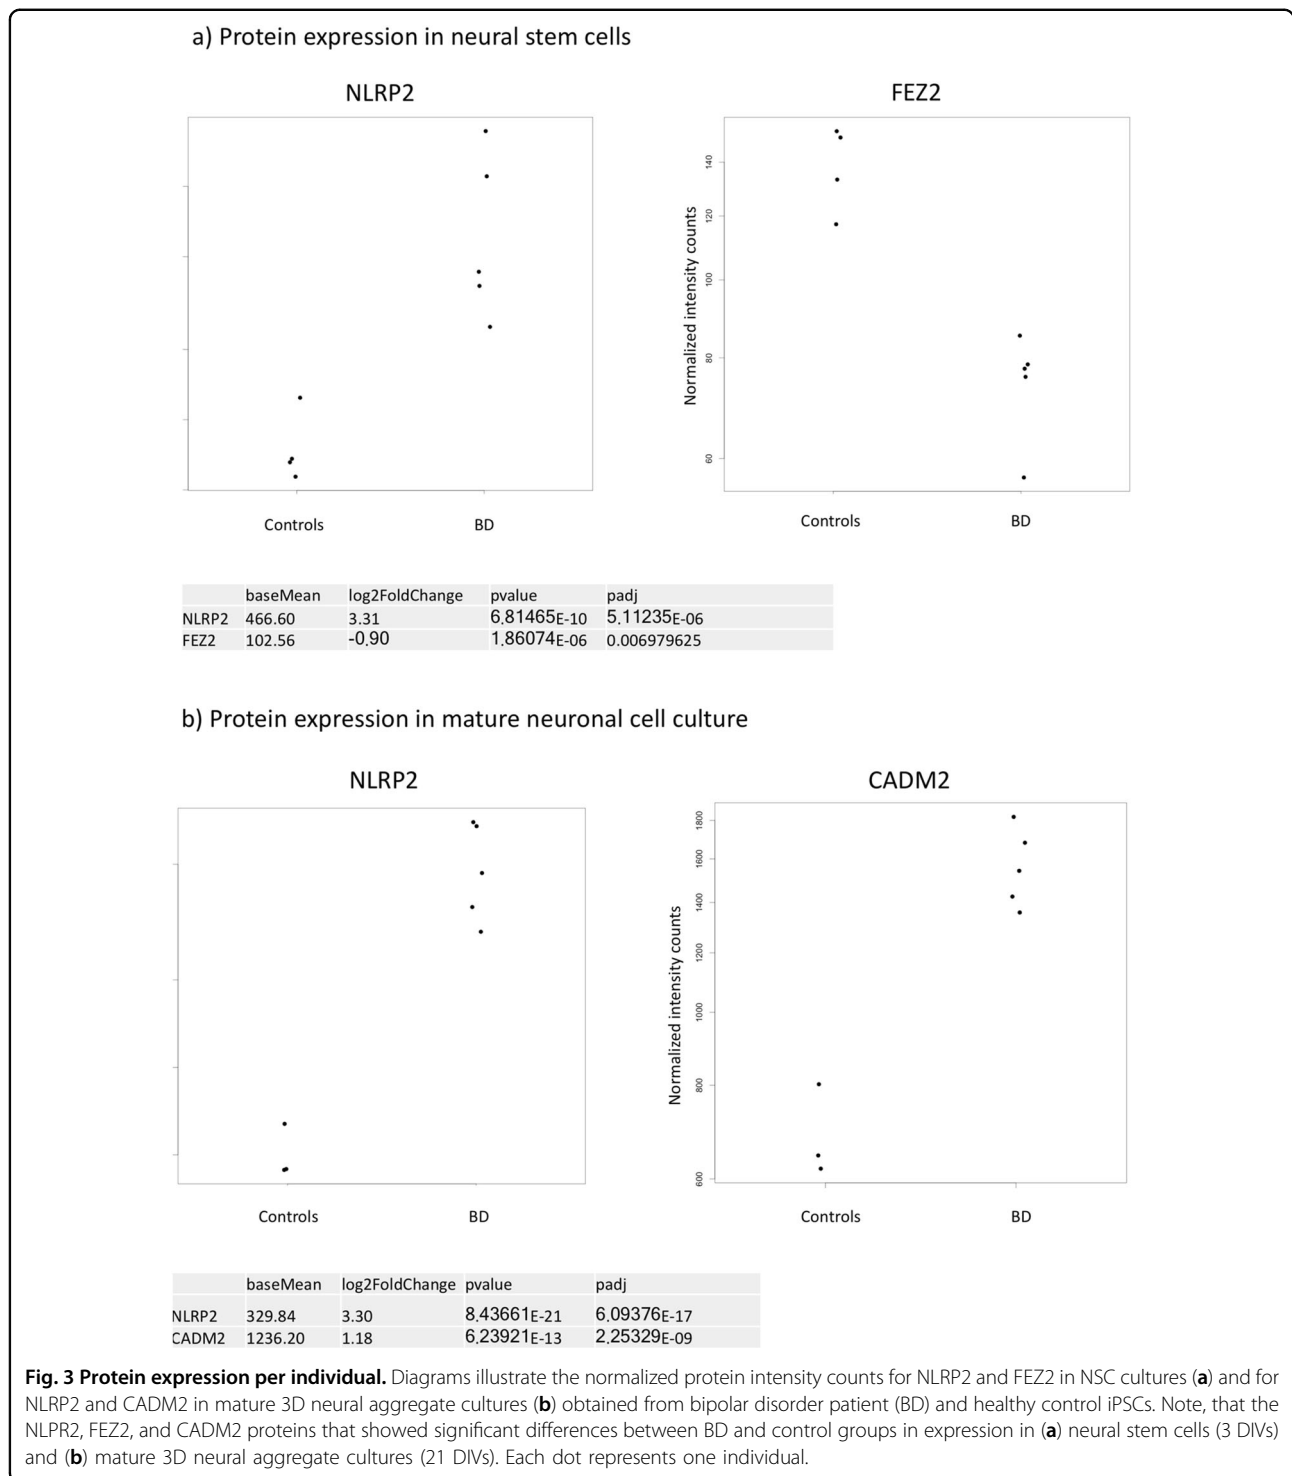 a) Protein expression in neural stem cells
NLRP2
FEZ2
Normalized intensity counts
140
120
100
80
60
Controls
BD
Controls
BD
baseMean log2FoldChange pvalue padj
NLRP2 466.60 3.31 6,81465E-10 5,11235E-06
FEZ2 102.56 -0,90 1,86074E-06 0.006979625
b) Protein expression in mature neuronal cell culture
NLRP2
CADM2
Normalized intensity counts
1800
1600
1400
1200
1000
800
600
Controls
BD
Controls
BD
baseMean log2FoldChange pvalue padj
NLRP2 329.84 3.30 8,43661E-21 6,09376E-17
CADM2 1236.20 1.18 6,23921E-13 2,25329E-09
Fig. 3 Protein expression per individual. Diagrams illustrate the normalized protein intensity counts for NLRP2 and FEZ2 in NSC cultures (a) and for
NLRP2 and CADM2 in mature 3D neural aggregate cultures (b) obtained from bipolar disorder patient (BD) and healthy control iPSCs. Note, that the
NLPR2, FEZ2, and CADM2 proteins that showed significant differences between BD and control groups in expression in (a) neural stem cells (3 DIVs)
and (b) mature 3D neural aggregate cultures (21 DIVs). Each dot represents one individual.